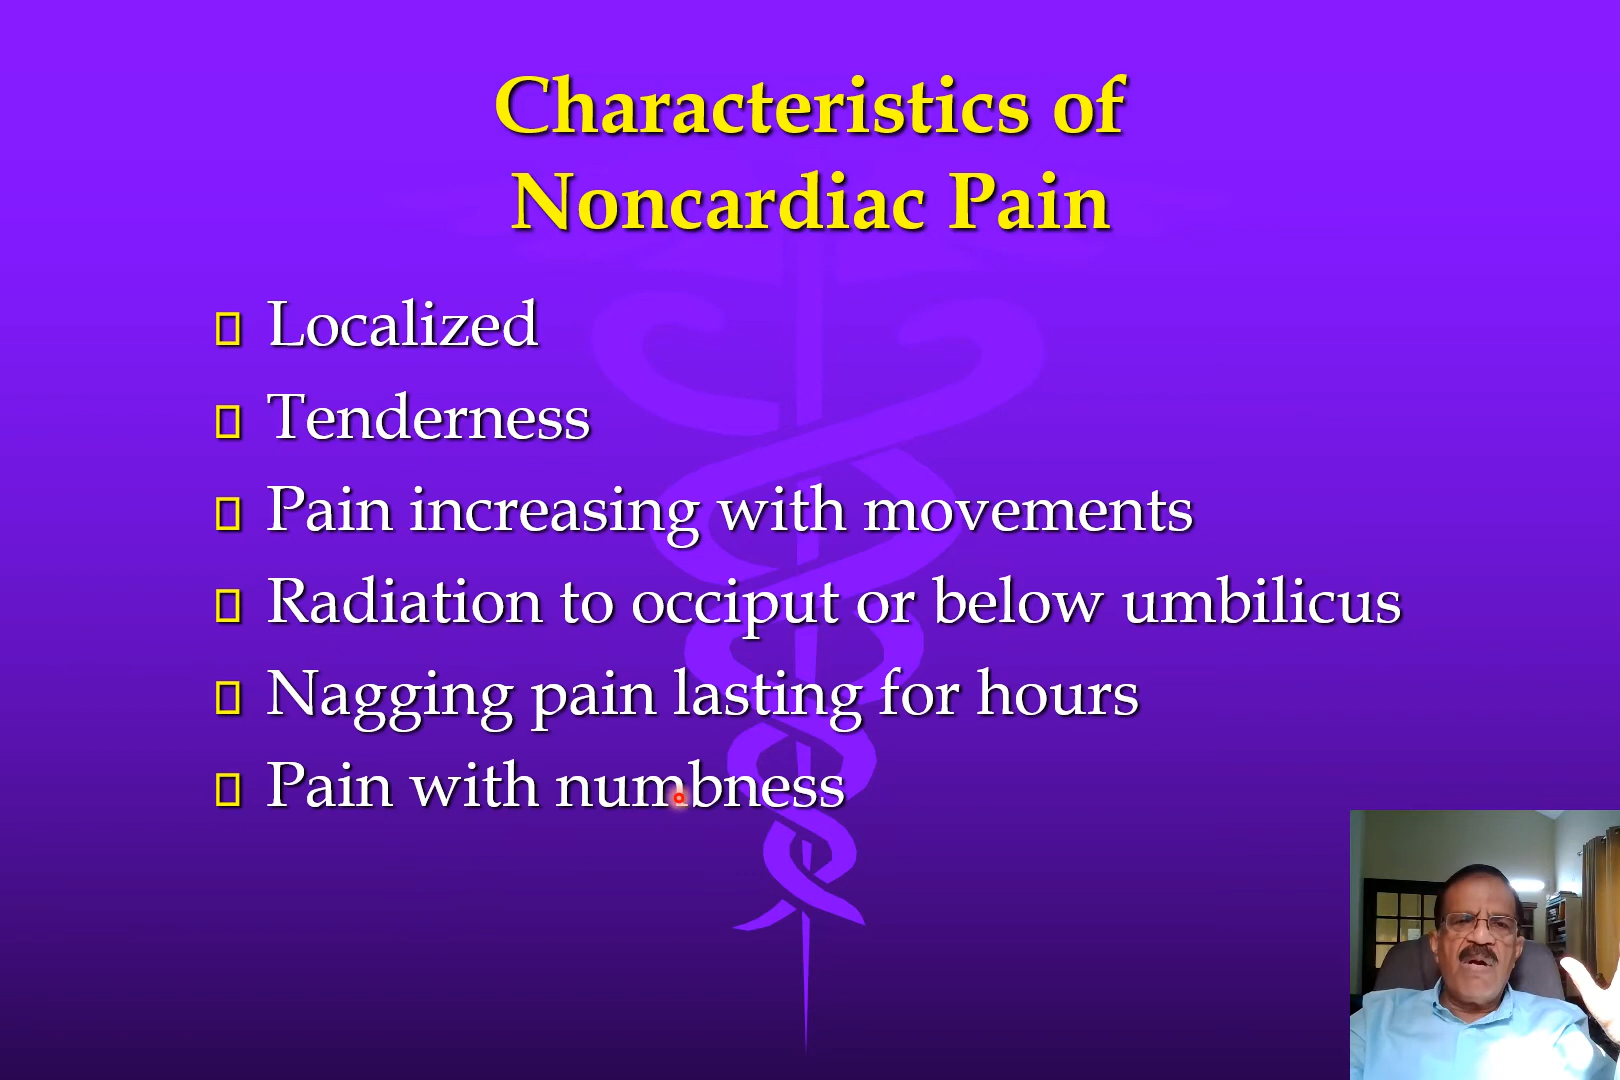 Characteristics of
Noncardiac Pain
Localized
Tenderness
Pain increasing with movements
Radiation to occiput or below umbilicus
Nagging pain lasting for hours
Pain with numbness